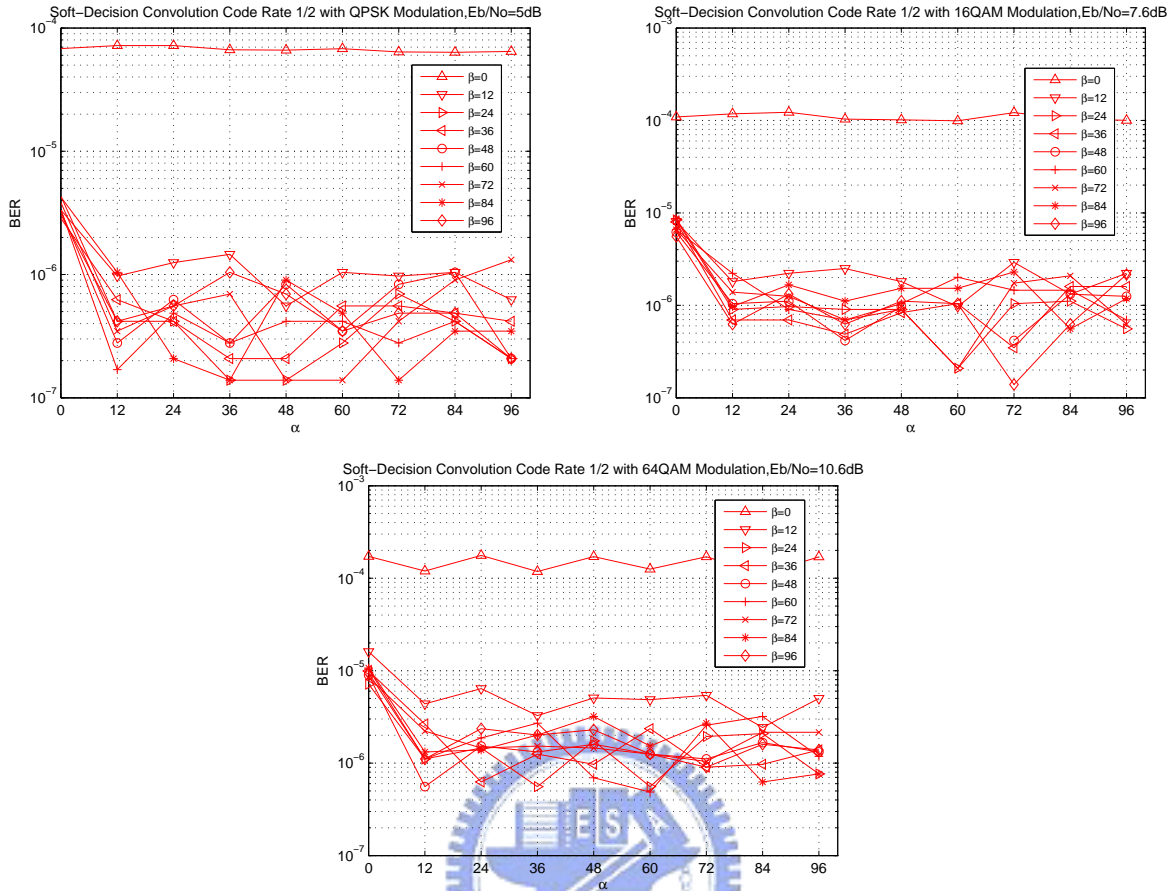 Soft-Decision Convolution Code Rate 1/2 with QPSK Modulation,Eb/No=5dB
10^-4
10^-5
10^-6
10^-7
BER
0 12 24 36 48 60 72 84 96
α
β=0
β=12
β=24
β=36
β=48
β=60
β=72
β=84
β=96
Soft-Decision Convolution Code Rate 1/2 with 16QAM Modulation,Eb/No=7.6dB
10^-3
10^-4
10^-5
10^-6
10^-7
BER
0 12 24 36 48 60 72 84 96
α
β=0
β=12
β=24
β=36
β=48
β=60
β=72
β=84
β=96
Soft-Decision Convolution Code Rate 1/2 with 64QAM Modulation,Eb/No=10.6dB
10^-3
10^-4
10^-5
10^-6
10^-7
BER
0 12 24 36 48 60 72 84 96
α
β=0
β=12
β=24
β=36
β=48
β=60
β=72
β=84
β=96
E S A